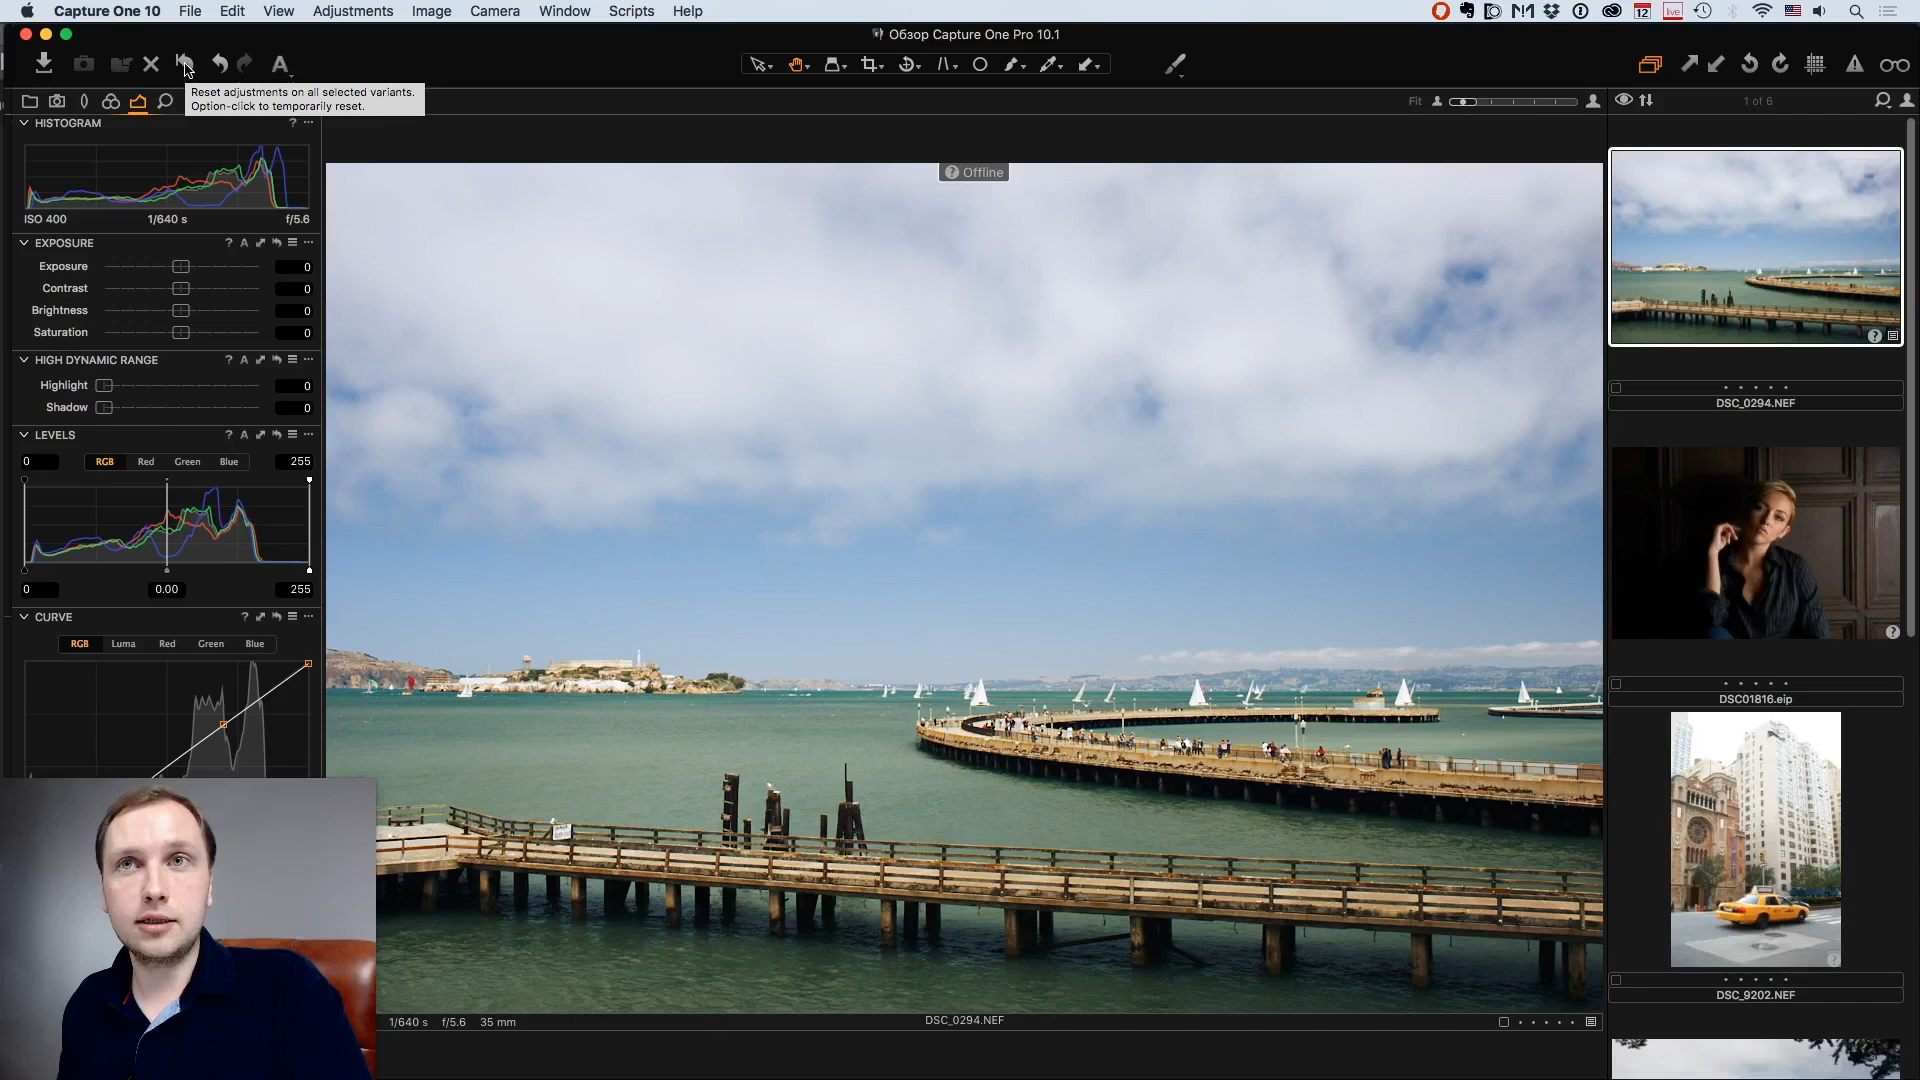 Capture One 10 File Edit View Adjustments Image Camera Window Scripts Help
12 live
Обзор Capture One Pro 10.1
A
Reset adjustments on all selected variants.
Option-click to temporarily reset.
Fit
1 of 6
HISTOGRAM ?
ISO 400 1/640 s f/5.6
EXPOSURE ? A
Exposure 0
Contrast 0
Brightness 0
Saturation 0
HIGH DYNAMIC RANGE ? A
Highlight 0
Shadow 0
LEVELS ? A
0 RGB Red Green Blue 255
0 0.00 255
CURVE ?
RGB Luma Red Green Blue
? Offline
1/640 s f/5.6 35 mm DSC_0294.NEF
DSC_0294.NEF
DSC01816.eip
DSC_9202.NEF